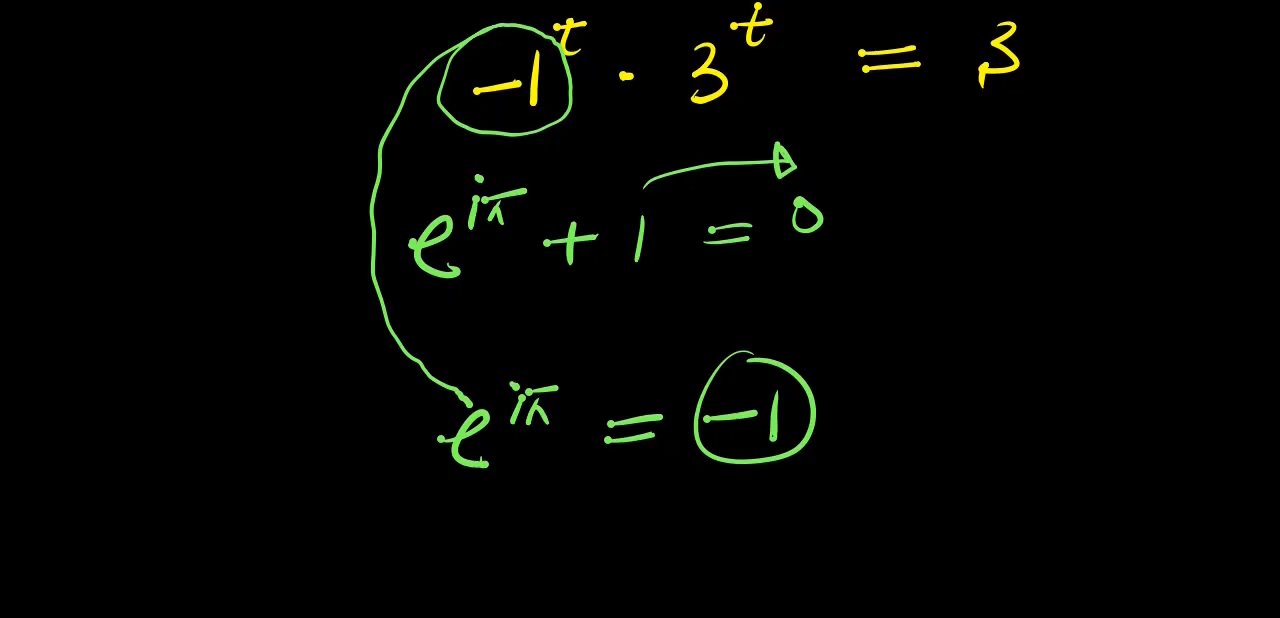 -1^t · 3^t = 3
e^{iπ} + 1 = 0
e^{iπ} = -1